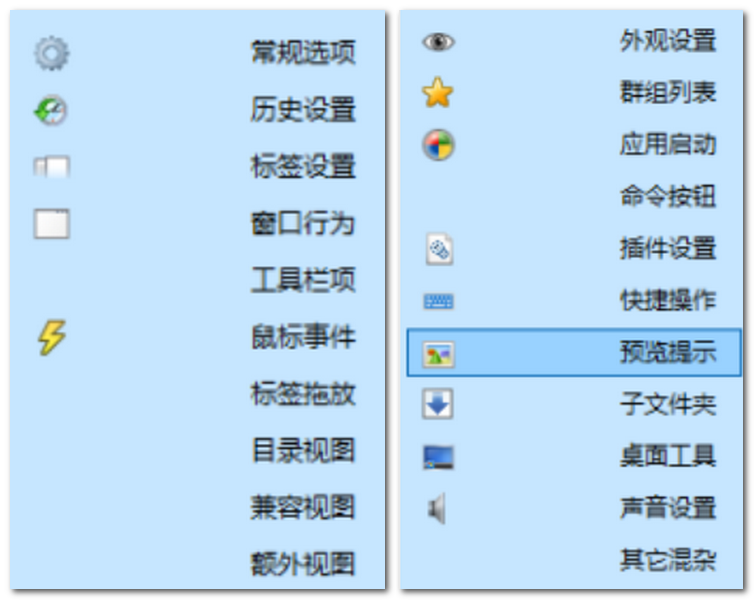 常规选项
历史设置
标签设置
窗口行为
工具栏项
鼠标事件
标签拖放
目录视图
兼容视图
额外视图
外观设置
群组列表
应用启动
命令按钮
插件设置
快捷操作
预览提示
子文件夹
桌面工具
声音设置
其它混杂